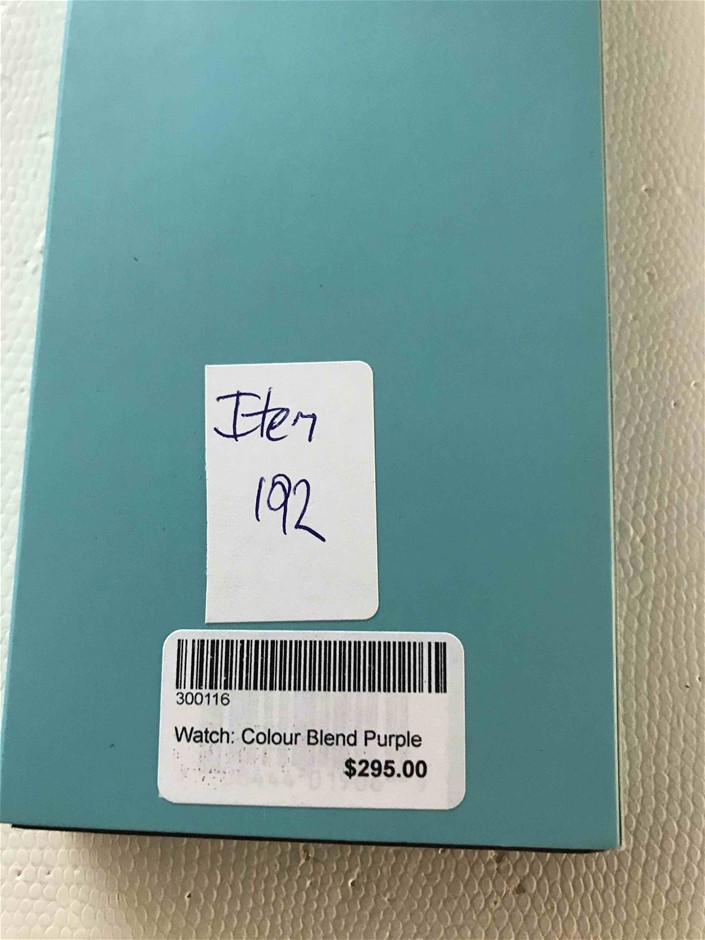 Item
192
300116
Watch: Colour Blend Purple
$295.00